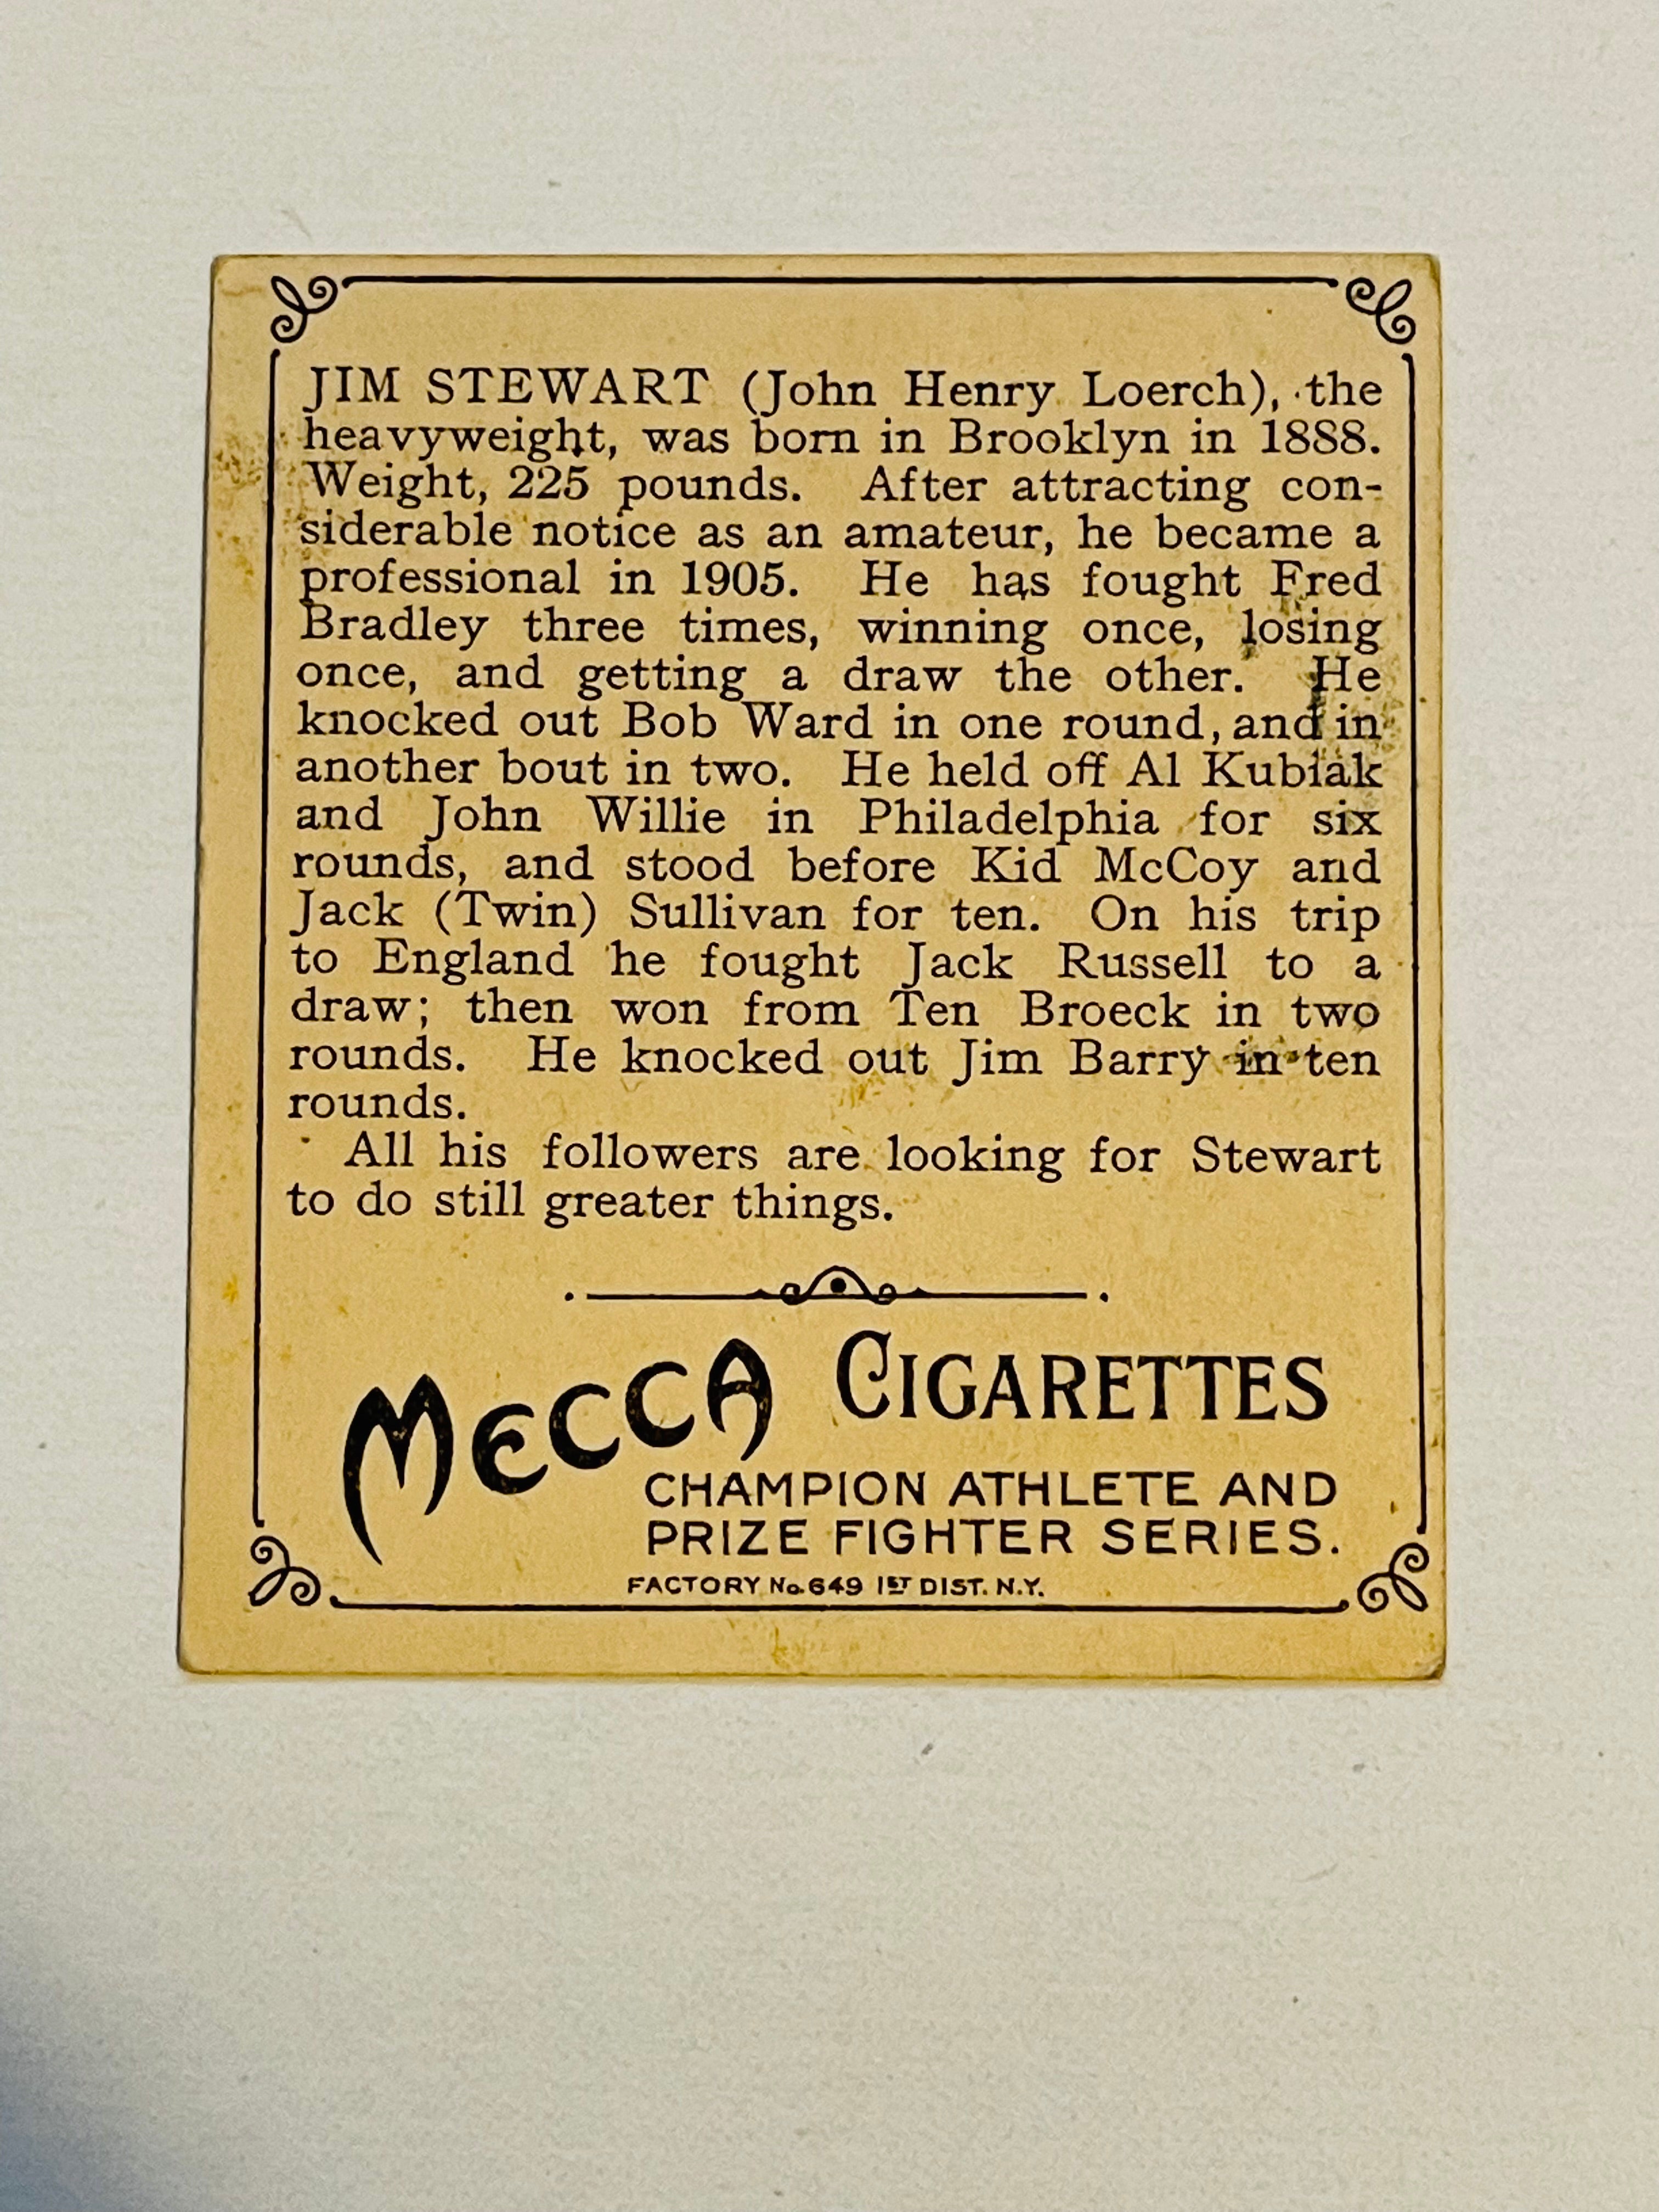 JIM STEWART (John Henry Loerch), the
heavyweight, was born in Brooklyn in 1888.
Weight, 225 pounds. After attracting con-
siderable notice as an amateur, he became a
professional in 1905. He has fought Fred
Bradley three times, winning once, losing
once, and getting a draw the other. He
knocked out Bob Ward in one round, and in
another bout in two. He held off Al Kubiak
and John Willie in Philadelphia for six
rounds, and stood before Kid McCoy and
Jack (Twin) Sullivan for ten. On his trip
to England he fought Jack Russell to a
draw; then won from Ten Broeck in two
rounds. He knocked out Jim Barry in ten
rounds.
All his followers are looking for Stewart
to do still greater things.
MECCA CIGARETTES
CHAMPION ATHLETE AND
PRIZE FIGHTER SERIES.
FACTORY No. 649 1ST DIST. N.Y.